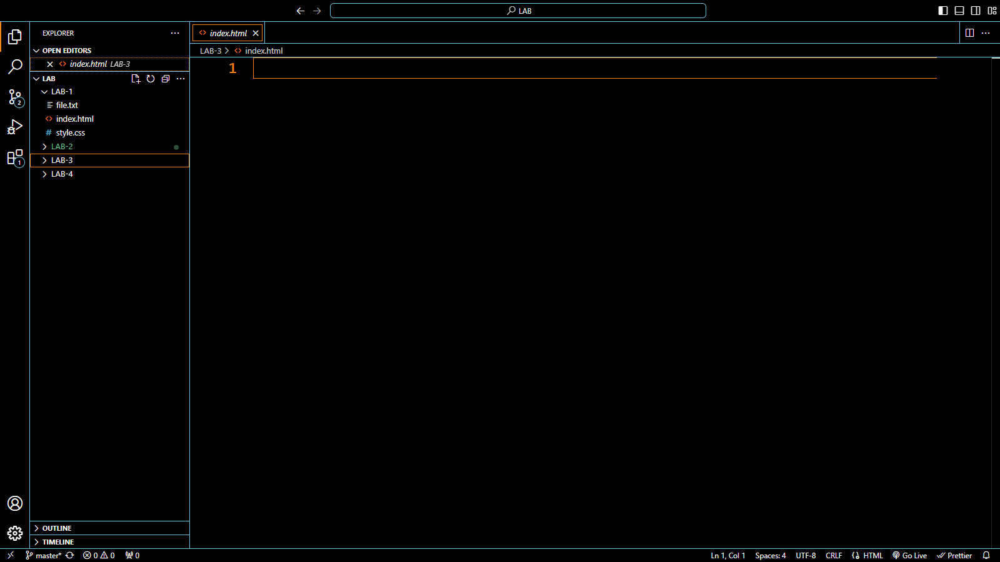 LAB
EXPLORER
index.html
OPEN EDITORS
index.html LAB-3
LAB-3 index.html
1
LAB
LAB-1
file.txt
index.html
# style.css
LAB-2
LAB-3
LAB-4
2
1
OUTLINE
TIMELINE
master* 0 0 0 Ln 1, Col 1 Spaces: 4 UTF-8 CRLF HTML Go Live Prettier